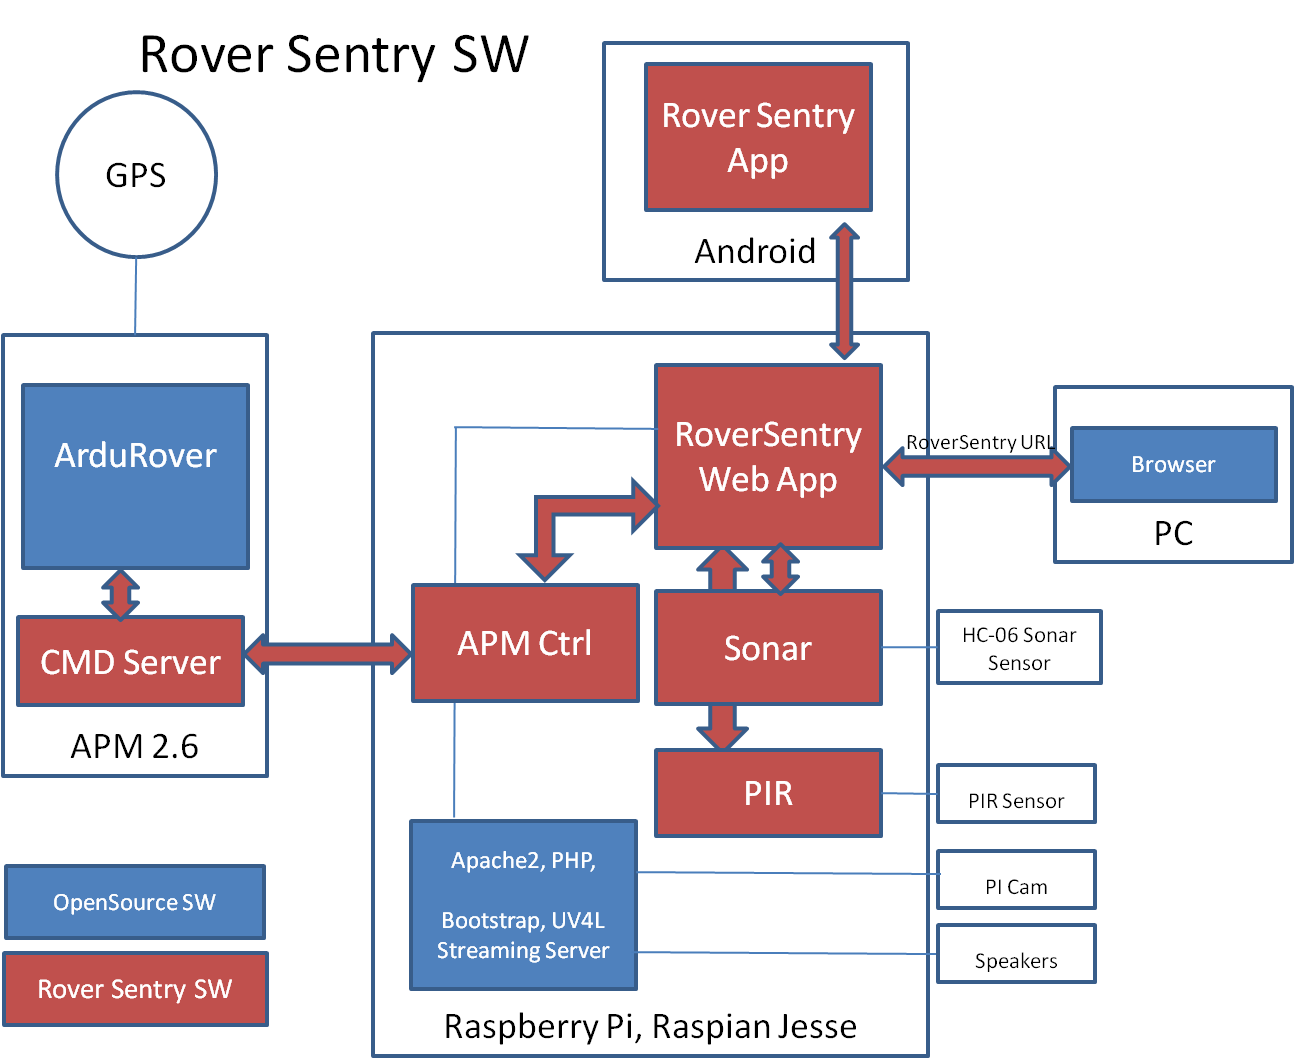 Rover Sentry SW
GPS
Rover Sentry
App
Android
ArduRover
CMD Server
APM 2.6
RoverSentry
Web App
RoverSentry URL
Browser
PC
APM Ctrl
Sonar
HC-06 Sonar
Sensor
PIR
PIR Sensor
Apache2, PHP,
Bootstrap, UV4L
Streaming Server
PI Cam
Speakers
Raspberry Pi, Raspian Jesse
OpenSource SW
Rover Sentry SW